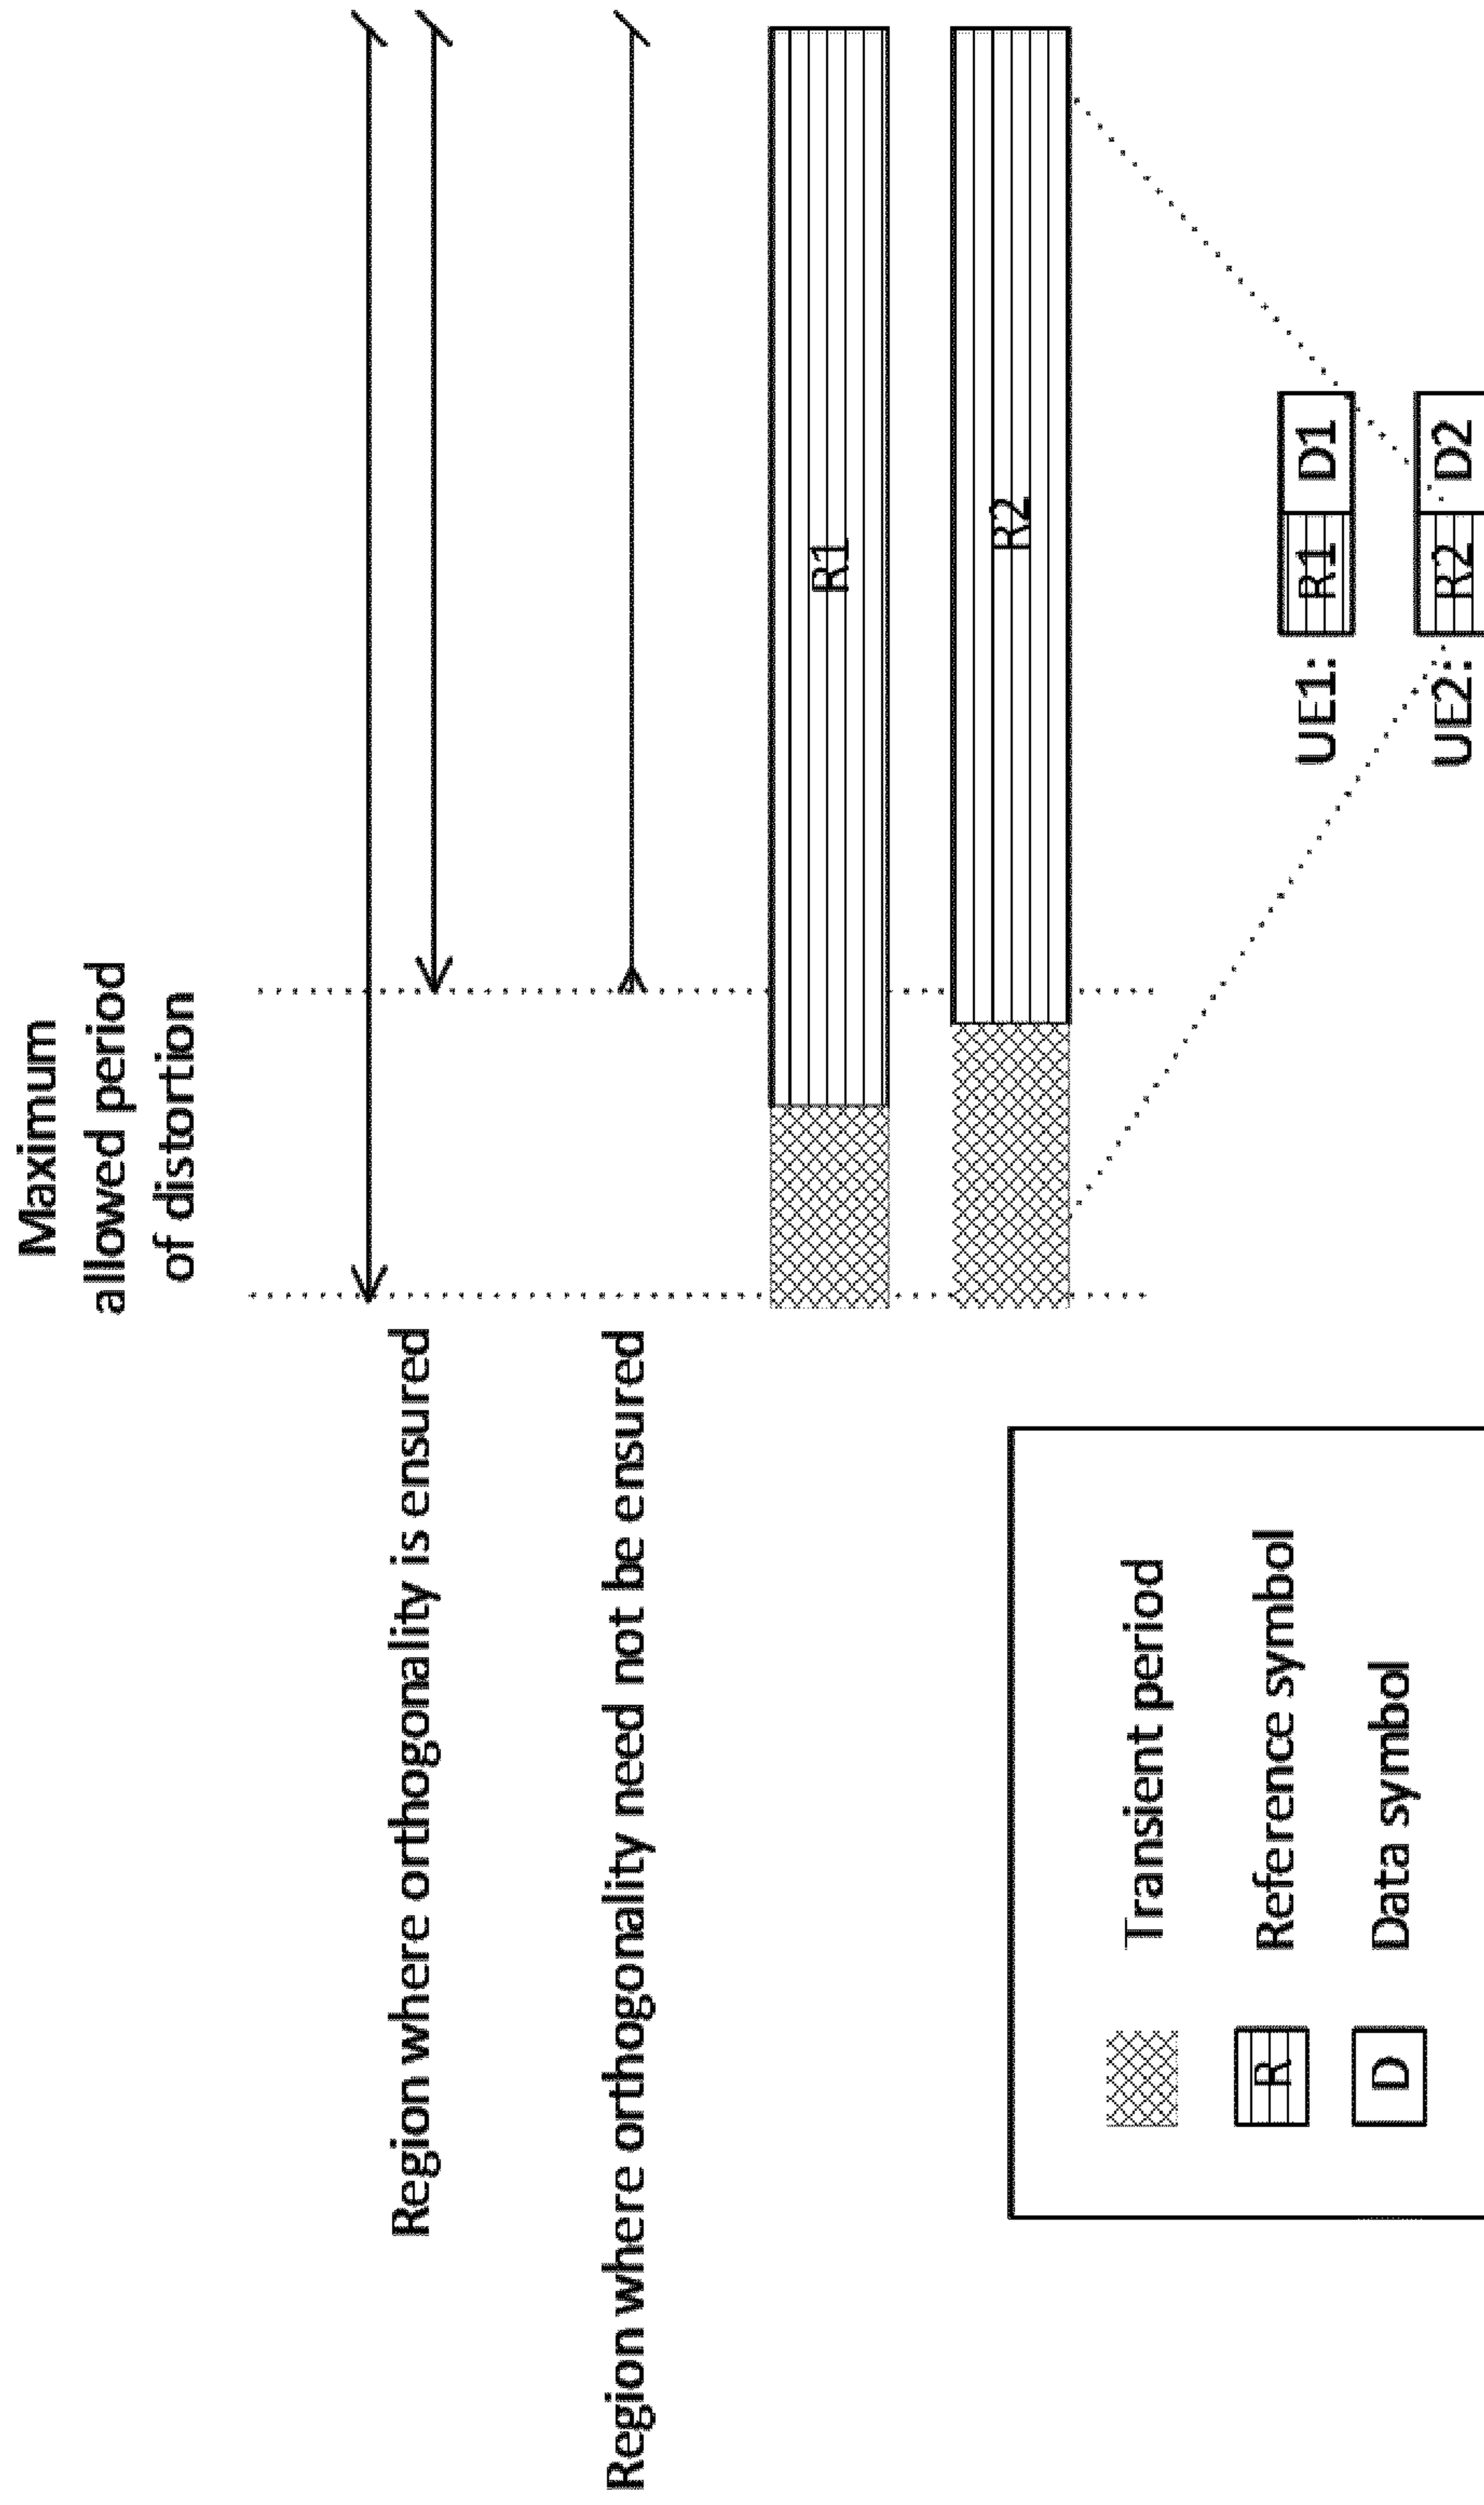 Maximum
allowed period
of distortion
Region where orthogonality is ensured
Region where orthogonality need not be ensured
R1
R2
UE1: R1 D1
UE2: R2 D2
Transient period
R Reference symbol
D Data symbol